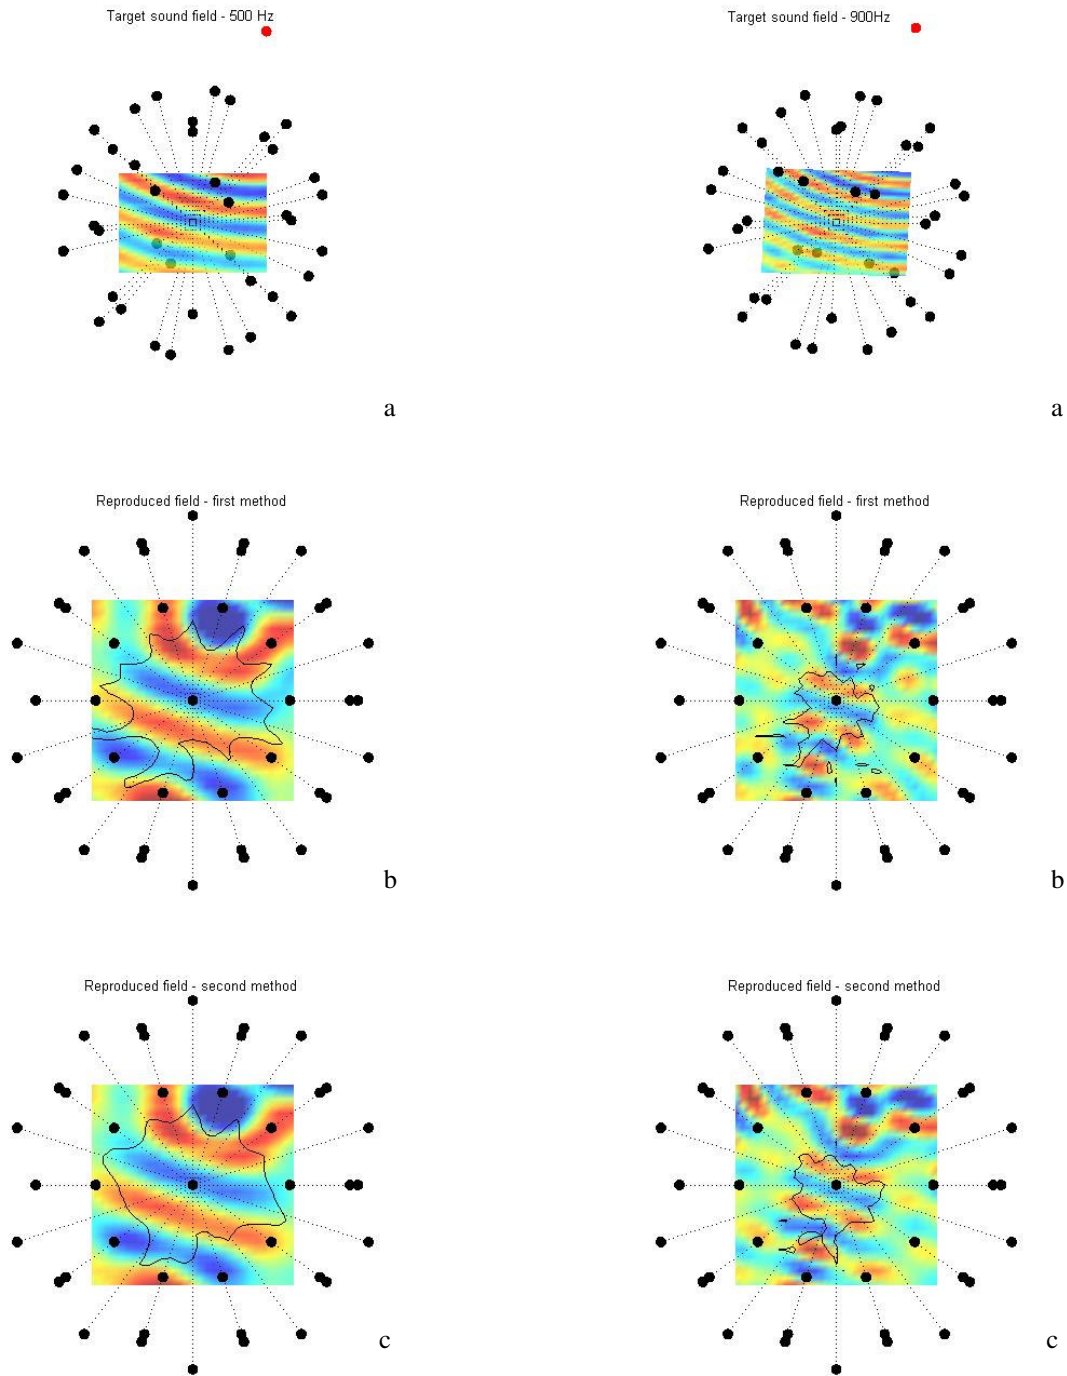 Target sound field - 500 Hz
Target sound field - 900Hz
a
a
Reproduced field - first method
Reproduced field - first method
b
b
Reproduced field - second method
Reproduced field - second method
c
c